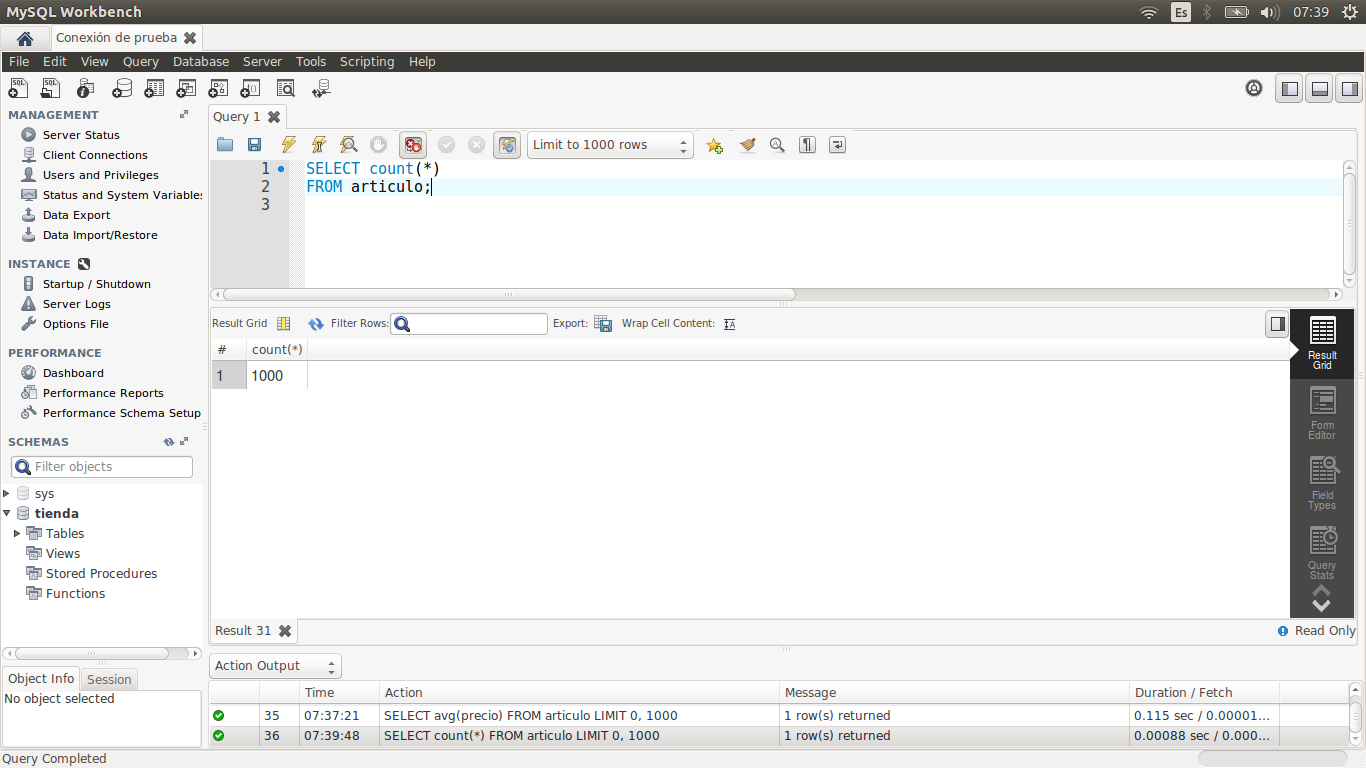 MySQL Workbench
Es
07:39
Conexión de prueba
File Edit View Query Database Server Tools Scripting Help
MANAGEMENT
Server Status
Client Connections
Users and Privileges
Status and System Variable
Data Export
Data Import/Restore
INSTANCE
Startup / Shutdown
Server Logs
Options File
PERFORMANCE
Dashboard
Performance Reports
Performance Schema Setup
SCHEMAS
Filter objects
sys
tienda
Tables
Views
Stored Procedures
Functions
Object Info Session
No object selected
Query 1
Limit to 1000 rows
1 SELECT count(*)
2 FROM articulo;
3
Result Grid Filter Rows: Export: Wrap Cell Content:
# count(*)
1 1000
Result
Grid
Form
Editor
Field
Types
Query
Stats
Result 31
Read Only
Action Output
Time Action Message Duration / Fetch
35 07:37:21 SELECT avg(precio) FROM articulo LIMIT 0, 1000 1 row(s) returned 0.115 sec / 0.00001...
36 07:39:48 SELECT count(*) FROM articulo LIMIT 0, 1000 1 row(s) returned 0.00088 sec / 0.000...
Query Completed